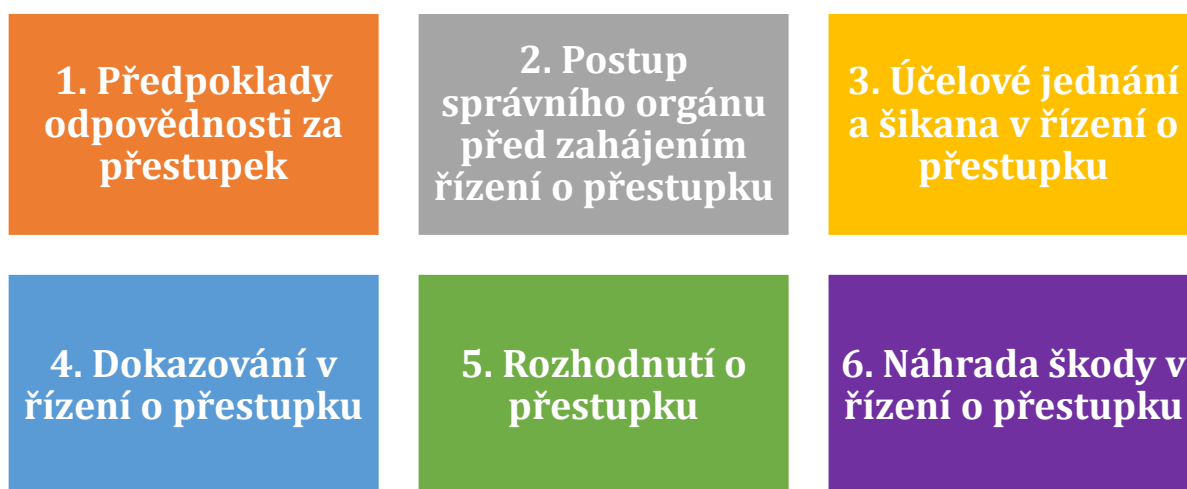 1. Předpoklady
odpovědnosti za
přestupek
2. Postup
správního orgánu
před zahájením
řízení o přestupku
3. Účelové jednání
a šikana v řízení o
přestupku
4. Dokazování v
řízení o přestupku
5. Rozhodnutí o
přestupku
6. Náhrada škody v
řízení o přestupku